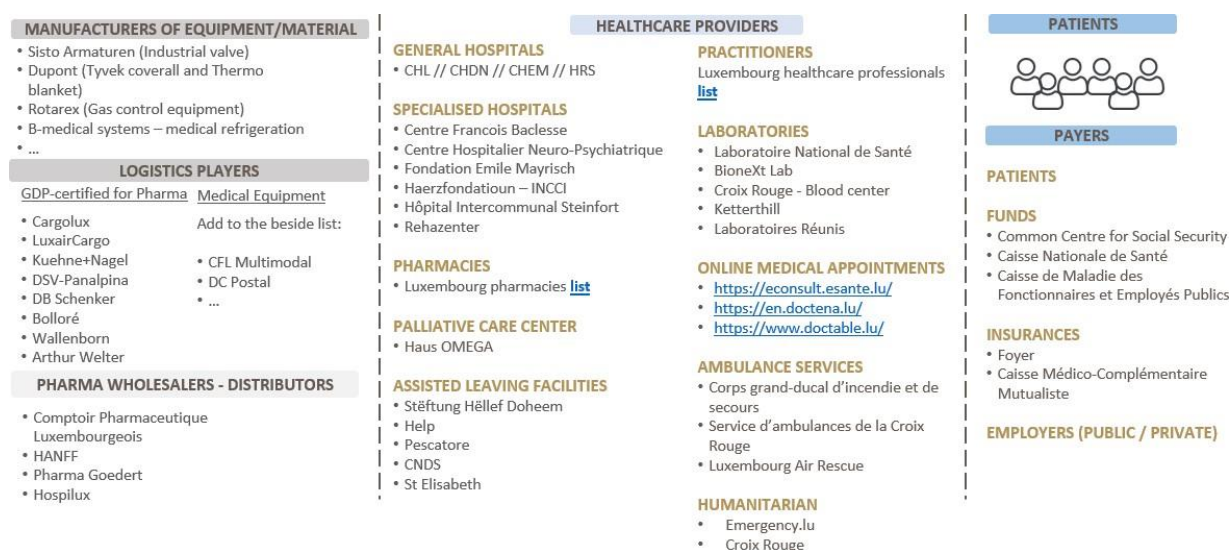 MANUFACTURERS OF EQUIPMENT/MATERIAL
• Sisto Armaturen (Industrial valve)
• Dupont (Tyvek coverall and Thermo
blanket)
• Rotarex (Gas control equipment)
• B-medical systems – medical refrigeration
• ...
LOGISTICS PLAYERS
GDP-certified for Pharma
• Cargolux
• LuxairCargo
• Kuehne+Nagel
• DSV-Panalpina
• DB Schenker
• Bolloré
• Wallenborn
• Arthur Welter
Medical Equipment
Add to the beside list:
• CFL Multimodal
• DC Postal
• ...
PHARMA WHOLESALERS - DISTRIBUTORS
• Comptoir Pharmaceutique
Luxembourgeois
• HANFF
• Pharma Goedert
• Hospilux
HEALTHCARE PROVIDERS
GENERAL HOSPITALS
• CHL // CHDN // CHEM // HRS
SPECIALISED HOSPITALS
• Centre Francois Baclesse
• Centre Hospitalier Neuro-Psychiatrique
• Fondation Emile Mayrisch
• Haerzfondatioun – INCCI
• Hôpital Intercommunal Steinfort
• Rehazenter
PHARMACIES
• Luxembourg pharmacies list
PALLIATIVE CARE CENTER
• Haus OMEGA
ASSISTED LEAVING FACILITIES
• Stëftung Hëllef Doheem
• Help
• Pescatore
• CNDS
• St Elisabeth
PRACTITIONERS
Luxembourg healthcare professionals
list
LABORATORIES
• Laboratoire National de Santé
• BioneXt Lab
• Croix Rouge - Blood center
• Ketterthill
• Laboratoires Réunis
ONLINE MEDICAL APPOINTMENTS
• https://econsult.esante.lu/
• https://en.doctena.lu/
• https://www.doctable.lu/
AMBULANCE SERVICES
• Corps grand-ducal d'incendie et de
secours
• Service d'ambulances de la Croix
Rouge
• Luxembourg Air Rescue
HUMANITARIAN
• Emergency.lu
• Croix Rouge
PATIENTS
PAYERS
PATIENTS
FUNDS
• Common Centre for Social Security
• Caisse Nationale de Santé
• Caisse de Maladie des
Fonctionnaires et Employés Publics
INSURANCES
• Foyer
• Caisse Médico-Complémentaire
Mutualiste
EMPLOYERS (PUBLIC / PRIVATE)